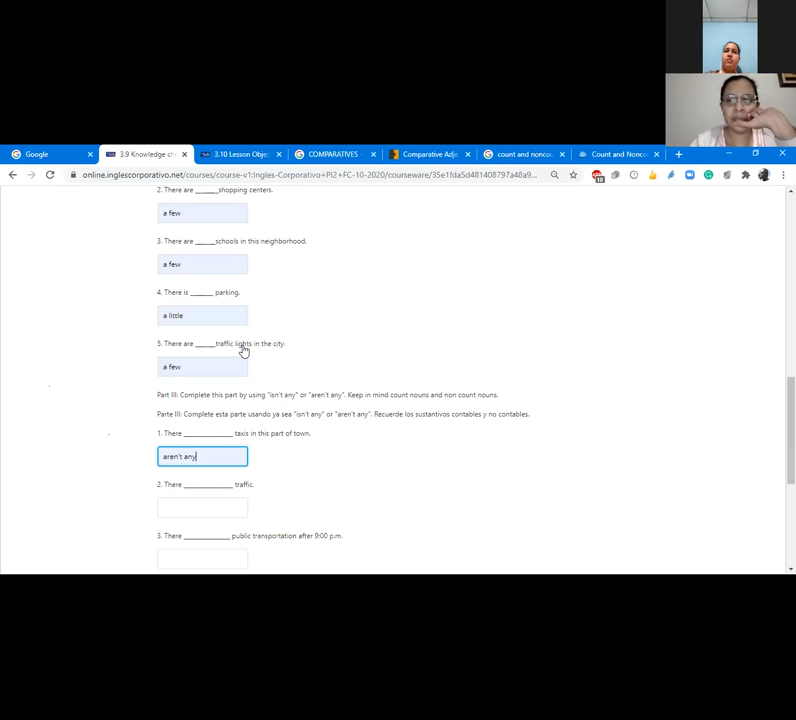 Google
3.9 Knowledge ch
3.10 Lesson Obje
COMPARATIVES -
Comparative Adje
count and nonco
Count and Nonco
online.inglescorporativo.net/courses/course-v1:Ingles-Corporativo+PI2+FC-10-2020/courseware/35e1fda5d481408797a48a9...
2. There are ______shopping centers.
a few
3. There are ______schools in this neighborhood.
a few
4. There is ______ parking.
a little
5. There are ______traffic lights in the city.
a few
Part III: Complete this part by using "isn't any" or "aren't any". Keep in mind count nouns and non count nouns.
Parte III: Complete esta parte usando ya sea "isn't any" or "aren't any". Recuerde los sustantivos contables y no contables.
1. There ______________ taxis in this part of town.
aren't any
2. There ______________ traffic.
3. There _____________ public transportation after 9:00 p.m.